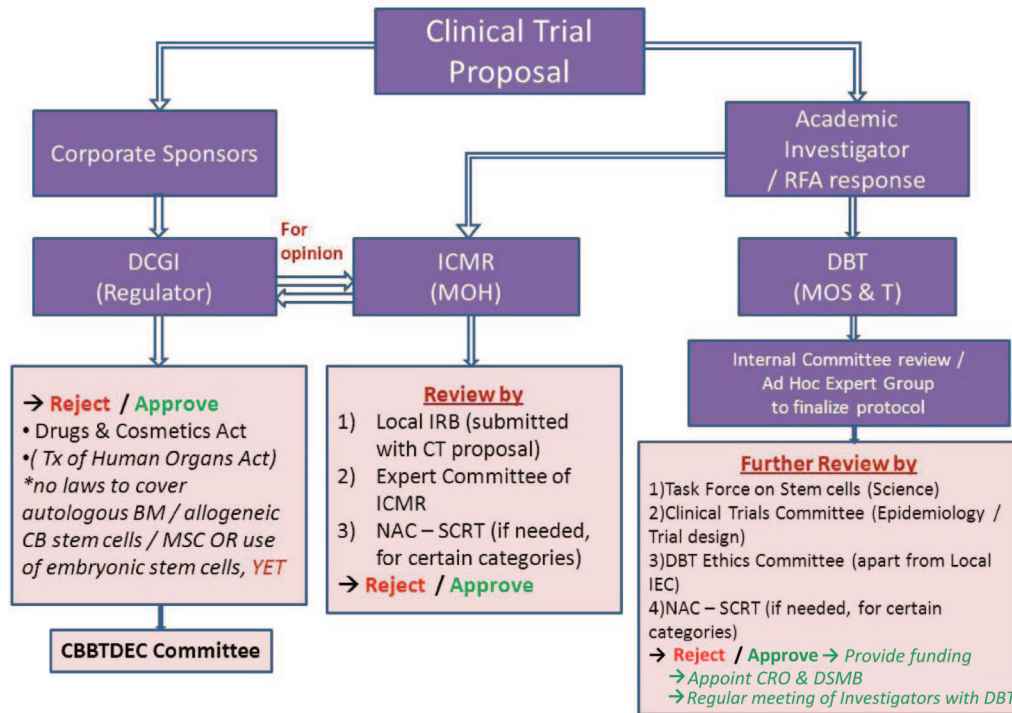 Clinical Trial
Proposal
Corporate Sponsors
Academic
Investigator
/ RFA response
For
opinion
DCGI
(Regulator)
ICMR
(MOH)
DBT
(MOS & T)
Internal Committee review /
Ad Hoc Expert Group
to finalize protocol
→ Reject / Approve
• Drugs & Cosmetics Act
•( Tx of Human Organs Act)
*no laws to cover
autologous BM / allogeneic
CB stem cells / MSC OR use
of embryonic stem cells, YET
CBBTDEC Committee
Review by
1) Local IRB (submitted
with CT proposal)
2) Expert Committee of
ICMR
3) NAC – SCRT (if needed,
for certain categories)
→ Reject / Approve
Further Review by
1)Task Force on Stem cells (Science)
2)Clinical Trials Committee (Epidemiology /
Trial design)
3)DBT Ethics Committee (apart from Local
IEC)
4)NAC – SCRT (if needed, for certain
categories)
→ Reject / Approve → Provide funding
→ Appoint CRO & DSMB
→ Regular meeting of Investigators with DBT